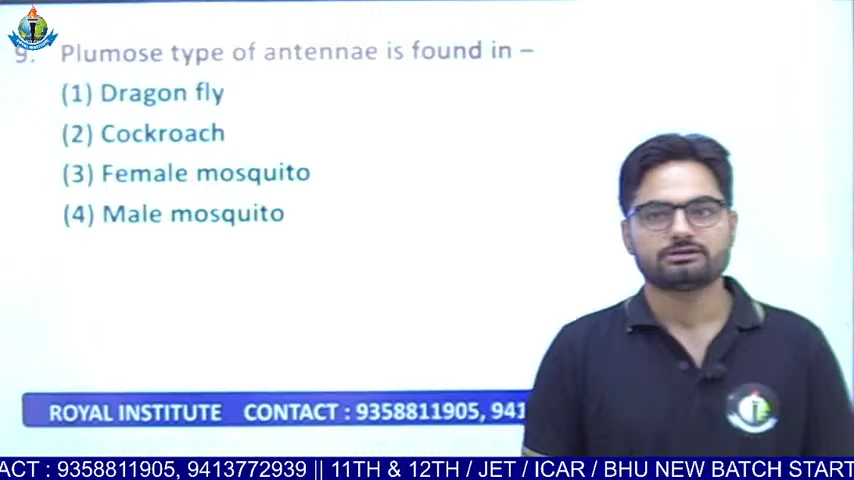 9. Plumose type of antennae is found in –
(1) Dragon fly
(2) Cockroach
(3) Female mosquito
(4) Male mosquito
ROYAL INSTITUTE CONTACT : 9358811905, 941
ACT : 9358811905, 9413772939 || 11TH & 12TH / JET / ICAR / BHU NEW BATCH START